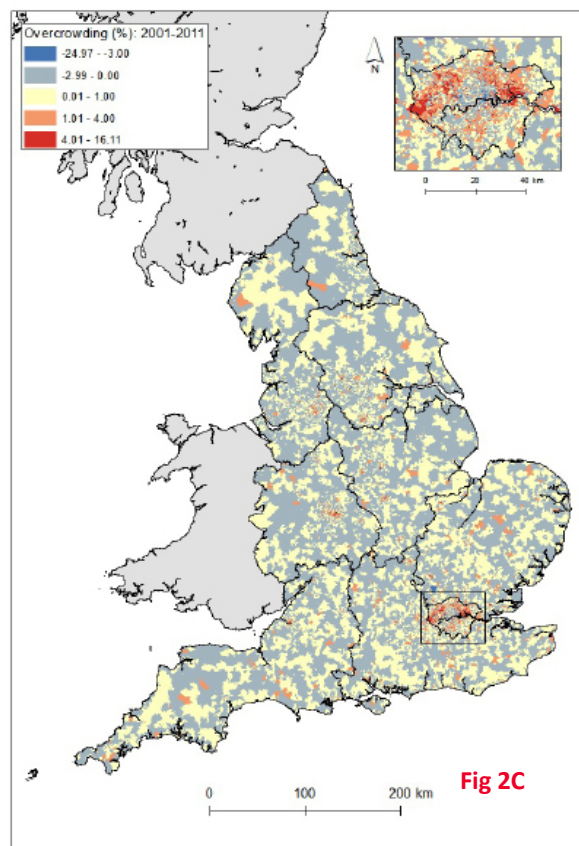 Overcrowding (%): 2001-2011
-24.97 - -3.00
-2.99 - 0.00
0.01 - 1.00
1.01 - 4.00
4.01 - 16.11
N
0 20 40 km
Fig 2C
0 100 200 km